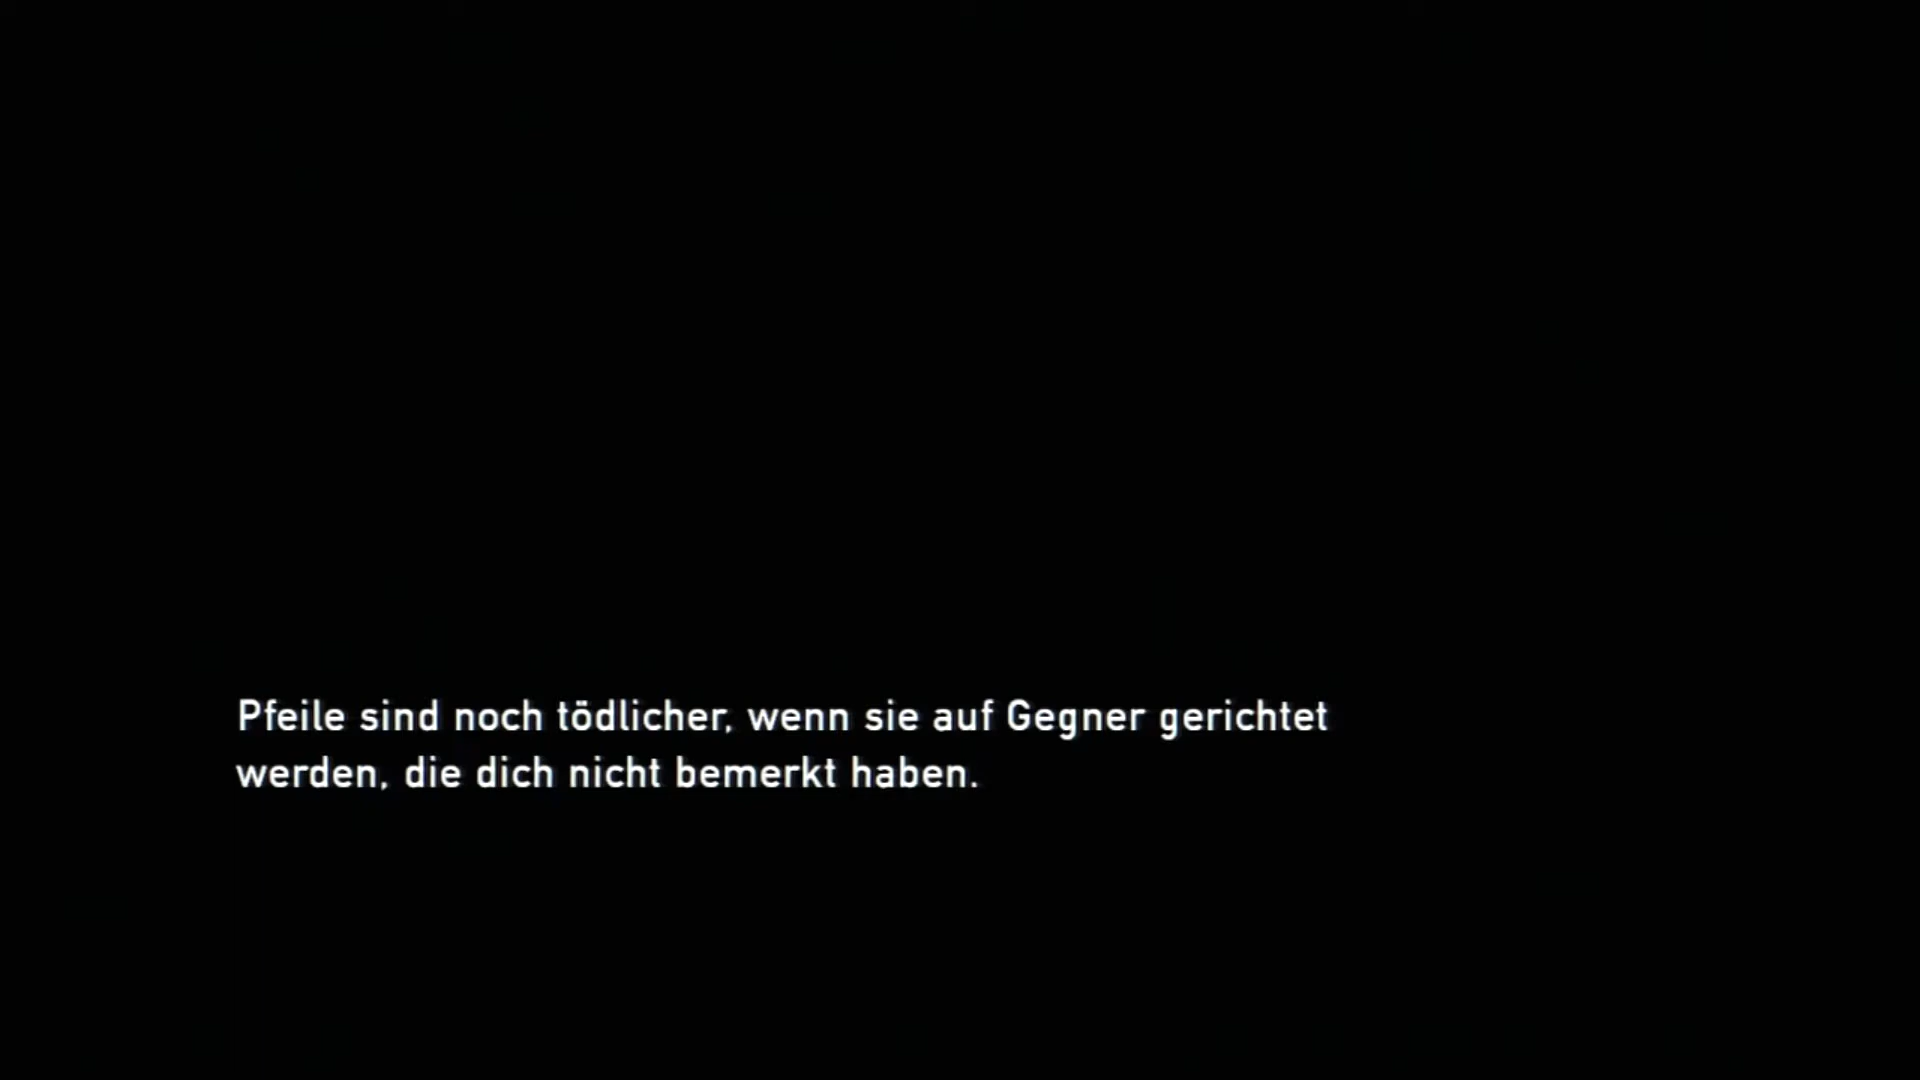 Pfeile sind noch tödlicher, wenn sie auf Gegner gerichtet
werden, die dich nicht bemerkt haben.